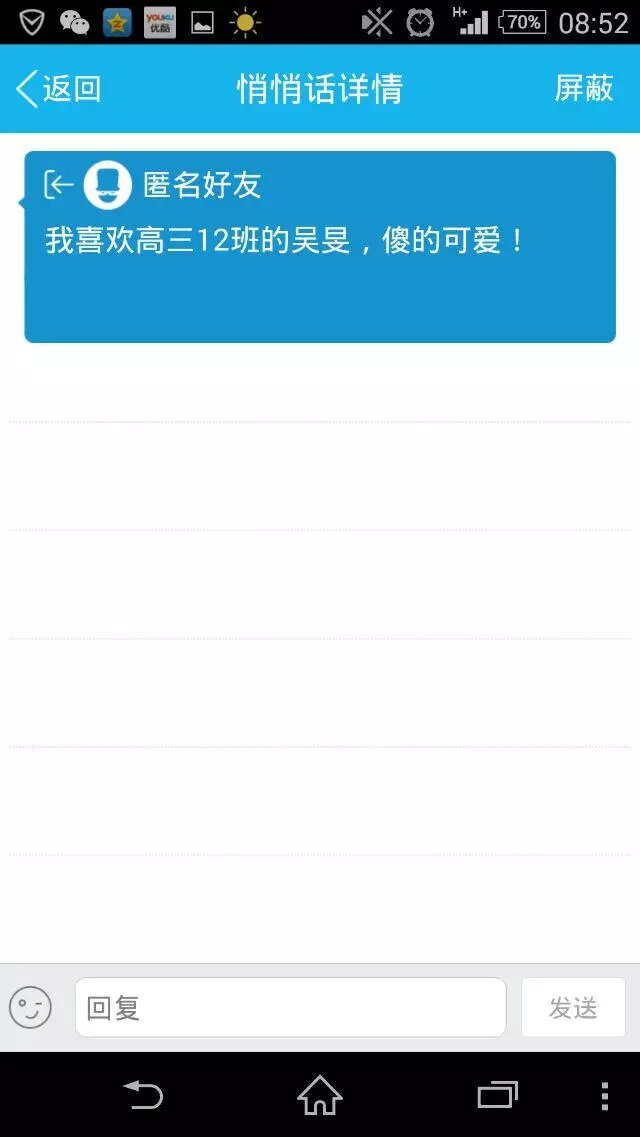 YOUKU
优酷
H+
70%
08:52
返回
悄悄话详情
屏蔽
匿名好友
我喜欢高三12班的吴旻，傻的可爱！
回复
发送